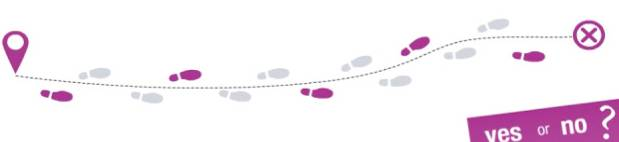 yes or no ?